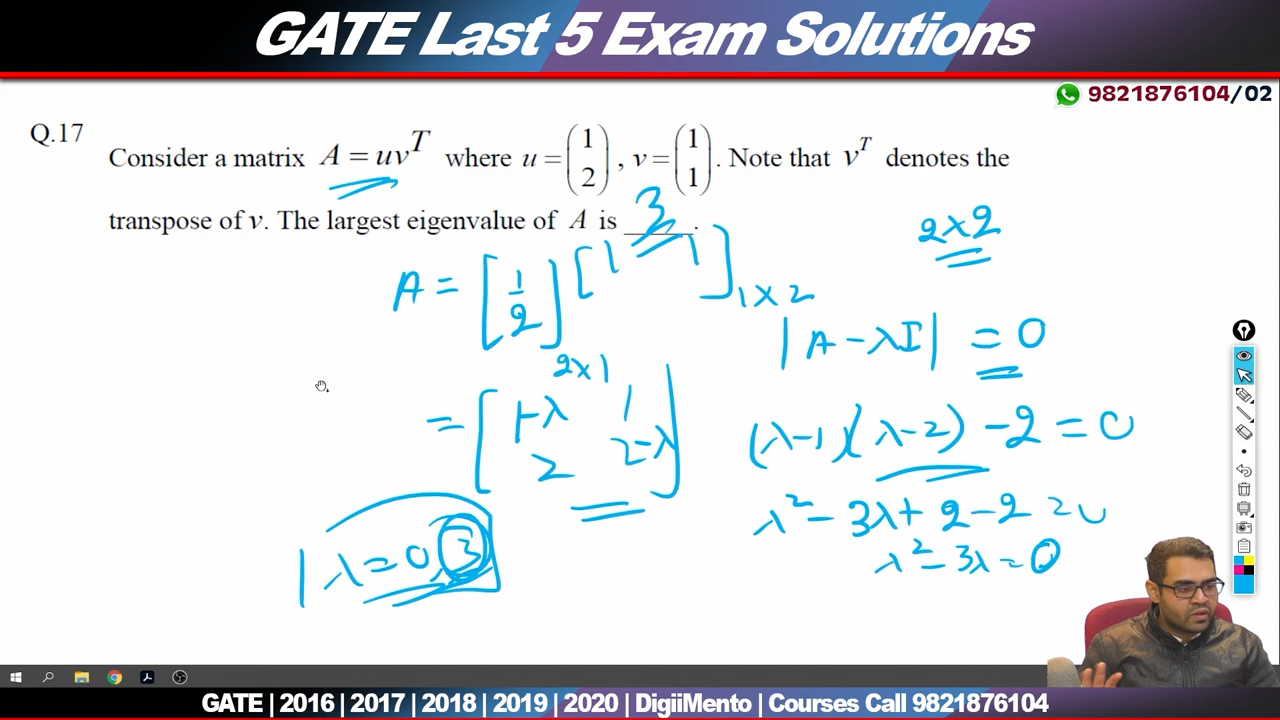 GATE Last 5 Exam Solutions
9821876104/02
Q.17
Consider a matrix A = uv^T where u = (1 2), v = (1 1). Note that v^T denotes the
transpose of v. The largest eigenvalue of A is 3.
2×2
A = [1 2] [1 1]
2×1 1×2
|A - λI| = 0
= [1-λ 1
2 2-λ]
(λ-1)(λ-2) - 2 = 0
λ² - 3λ + 2 - 2 = 0
λ² - 3λ = 0
λ = 0, 3
GATE | 2016 | 2017 | 2018 | 2019 | 2020 | DigiiMento | Courses Call 9821876104